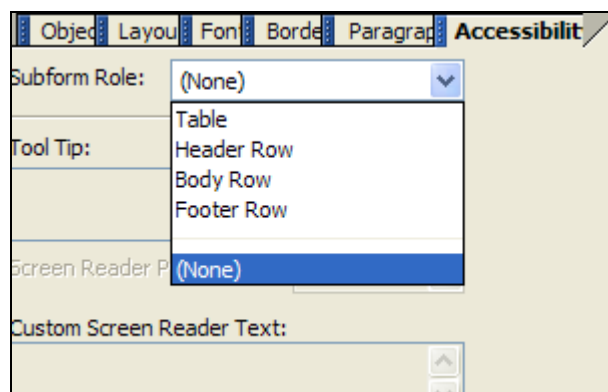 Objec Layou Fon Borde Paragrap Accessibilit
Subform Role: (None)
Table
Tool Tip:
Header Row
Body Row
Footer Row
Screen Reader P (None)
Custom Screen Reader Text: